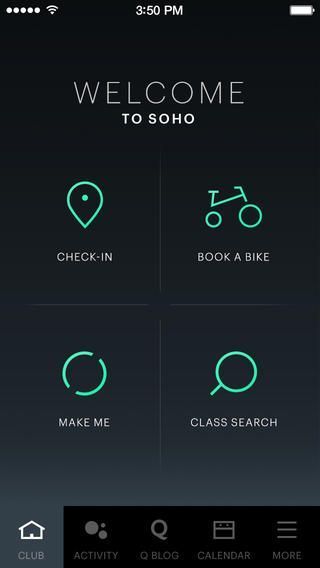 3:50 PM
WELCOME
TO SOHO
CHECK-IN
BOOK A BIKE
MAKE ME
CLASS SEARCH
Q
CLUB
ACTIVITY
Q BLOG
CALENDAR
MORE